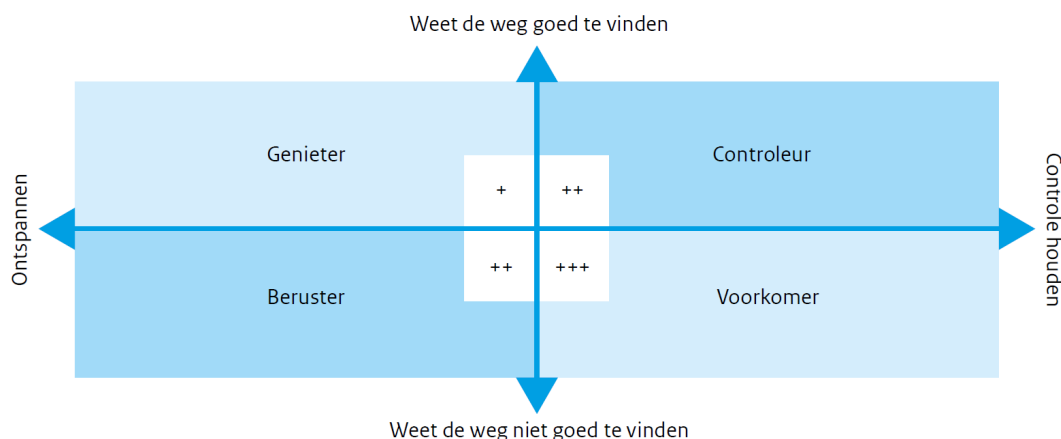 Weet de weg goed te vinden
Genieter
Controleur
+
++
Ontspannen
Controle houden
++
+++
Beruster
Voorkomer
Weet de weg niet goed te vinden